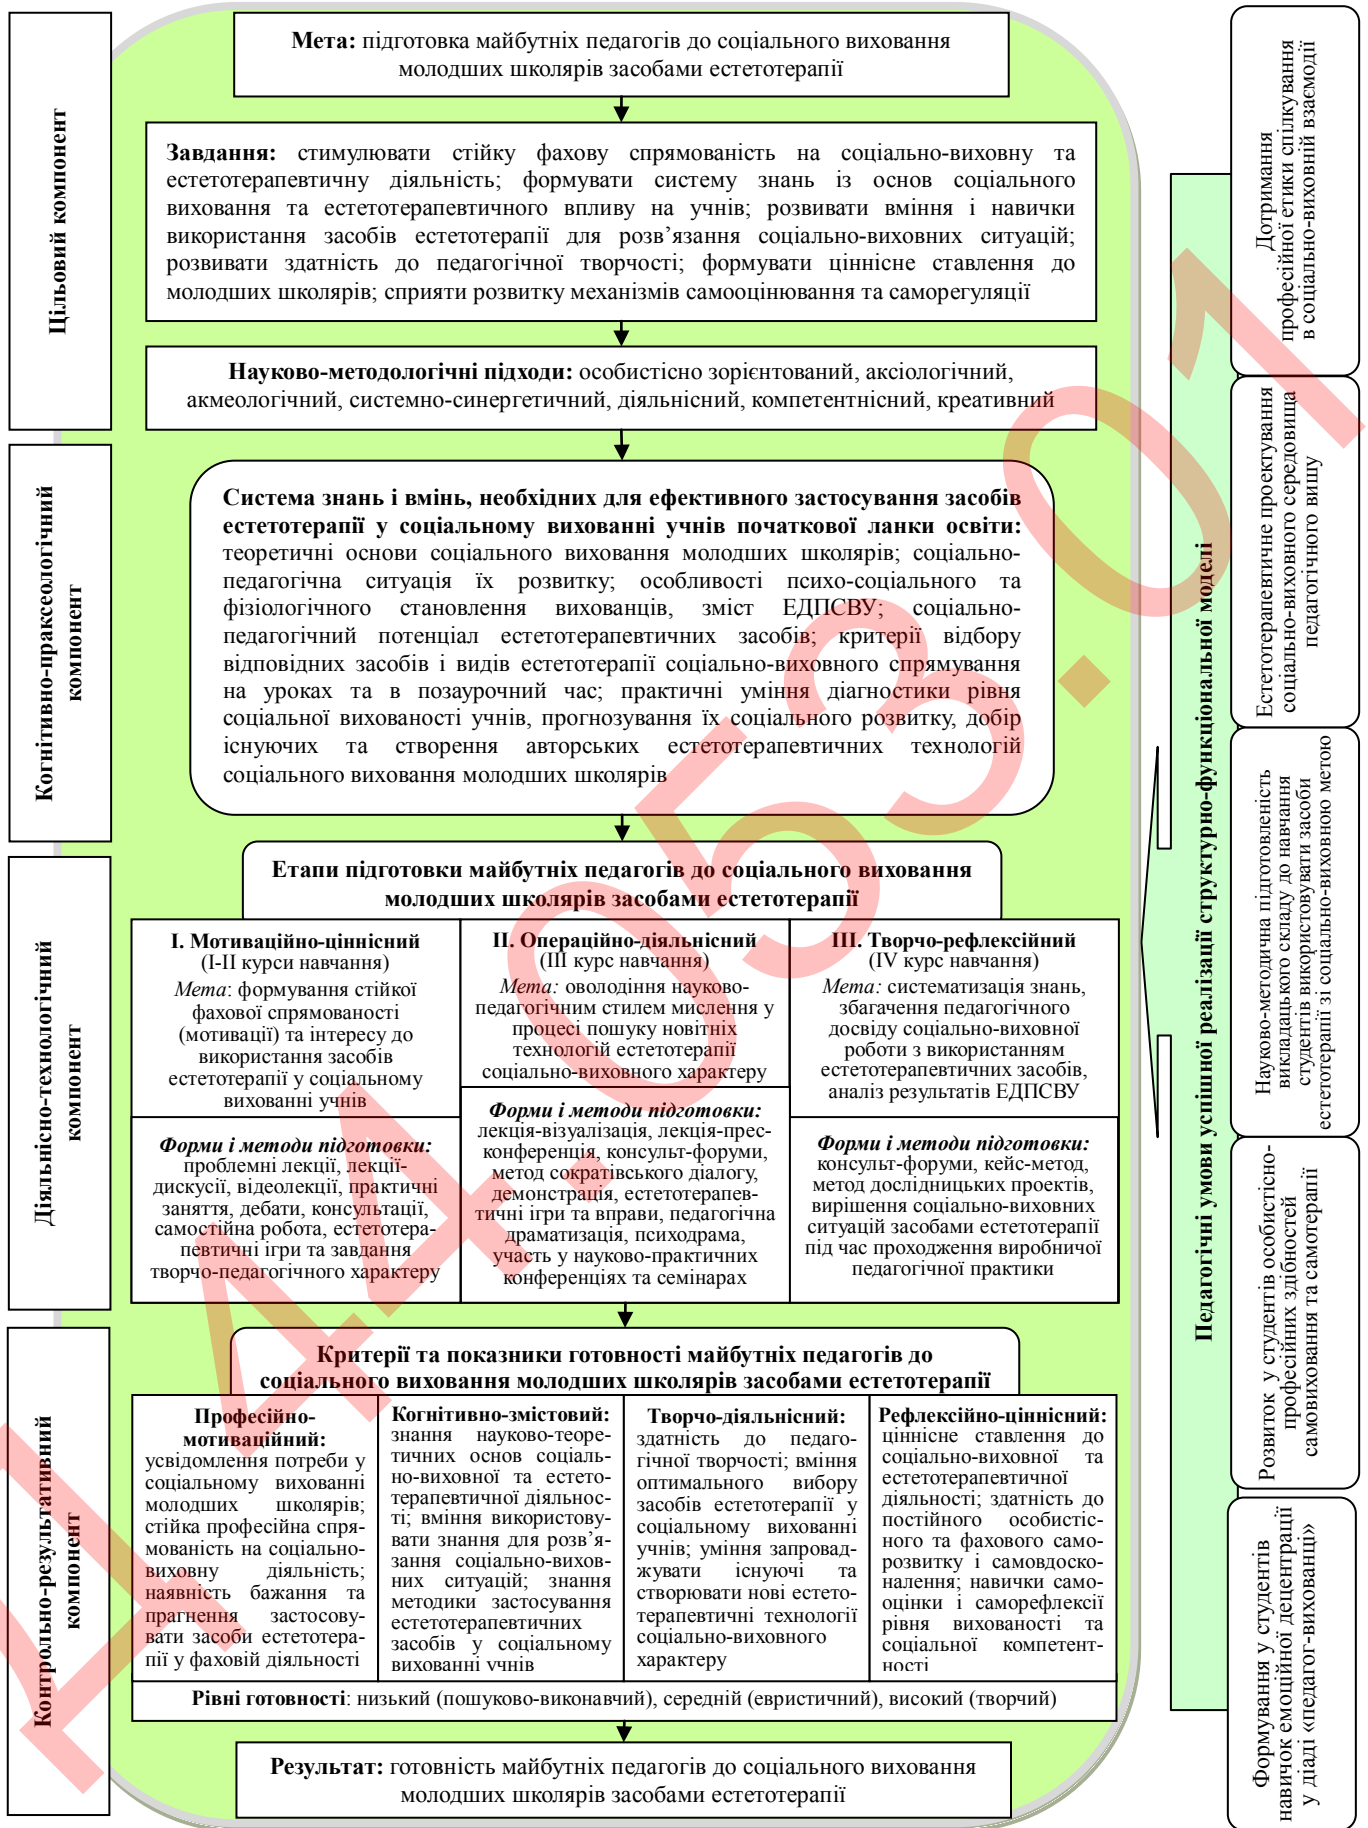 Цільовий компонент
Мета: підготовка майбутніх педагогів до соціального виховання
молодших школярів засобами естетотерапії
Завдання: стимулювати стійку фахову спрямованість на соціально-виховну та
естетотерапевтичну діяльність; формувати систему знань із основ соціального
виховання та естетотерапевтичного впливу на учнів; розвивати вміння і навички
використання засобів естетотерапії для розв’язання соціально-виховних ситуацій;
розвивати здатність до педагогічної творчості; формувати ціннісне ставлення до
молодших школярів; сприяти розвитку механізмів самооцінювання та саморегуляції
Науково-методологічні підходи: особистісно зорієнтований, аксіологічний,
акмеологічний, системно-синергетичний, діяльнісний, компетентнісний, креативний
Когнітивно-праксеологічний
компонент
Система знань і вмінь, необхідних для ефективного застосування засобів
естетотерапії у соціальному вихованні учнів початкової ланки освіти:
теоретичні основи соціального виховання молодших школярів; соціально-
педагогічна ситуація їх розвитку; особливості психо-соціального та
фізіологічного становлення вихованців, зміст ЕДПСВУ; соціально-
педагогічний потенціал естетотерапевтичних засобів; критерії відбору
відповідних засобів і видів естетотерапії соціально-виховного спрямування
на уроках та в позаурочний час; практичні уміння діагностики рівня
соціальної вихованості учнів, прогнозування їх соціального розвитку, добір
існуючих та створення авторських естетотерапевтичних технологій
соціального виховання молодших школярів
Діяльнісно-технологічний
компонент
Етапи підготовки майбутніх педагогів до соціального виховання
молодших школярів засобами естетотерапії
І. Мотиваційно-ціннісний
(І-ІІ курси навчання)
Мета: формування стійкої
фахової спрямованості
(мотивації) та інтересу до
використання засобів
естетотерапії у соціальному
вихованні учнів
Форми і методи підготовки:
проблемні лекції, лекції-
дискусії, відеолекції, практичні
заняття, дебати, консультації,
самостійна робота, естетотера-
певтичні ігри та завдання
творчо-педагогічного характеру
ІІ. Операційно-діяльнісний
(ІІІ курс навчання)
Мета: оволодіння науково-
педагогічним стилем мислення у
процесі пошуку новітніх
технологій естетотерапії
соціально-виховного характеру
Форми і методи підготовки:
лекція-візуалізація, лекція-прес-
конференція, консульт-форуми,
метод сократівського діалогу,
демонстрація, естетотерапев-
тичні ігри та вправи, педагогічна
драматизація, психодрама,
участь у науково-практичних
конференціях та семінарах
ІІІ. Творчо-рефлексійний
(ІV курс навчання)
Мета: систематизація знань,
збагачення педагогічного
досвіду соціально-виховної
роботи з використанням
естетотерапевтичних засобів,
аналіз результатів ЕДПСВУ
Форми і методи підготовки:
консульт-форуми, кейс-метод,
метод дослідницьких проектів,
вирішення соціально-виховних
ситуацій засобами естетотерапії
під час проходження виробничої
педагогічної практики
Контрольно-результативний
компонент
Критерії та показники готовності майбутніх педагогів до
соціального виховання молодших школярів засобами естетотерапії
Професійно-
мотиваційний:
усвідомлення потреби у
соціальному вихованні
молодших школярів;
стійка професійна спря-
мованість на соціально-
виховну діяльність;
наявність бажання та
прагнення застосову-
вати засоби естетотера-
пії у фаховій діяльності
Когнітивно-змістовий:
знання науково-теоре-
тичних основ соціаль-
но-виховної та естето-
терапевтичної діяльнос-
ті; вміння використову-
вати знання для розв’я-
зання соціально-вихов-
них ситуацій; знання
методики застосування
естетотерапевтичних
засобів у соціальному
вихованні учнів
Творчо-діяльнісний:
здатність до педаго-
гічної творчості; вміння
оптимального вибору
засобів естетотерапії у
соціальному вихованні
учнів; уміння запровад-
жувати існуючі та
створювати нові естето-
терапевтичні технології
соціально-виховного
характеру
Рефлексійно-ціннісний:
ціннісне ставлення до
соціально-виховної та
естетотерапевтичної
діяльності; здатність до
постійного особистіс-
ного та фахового само-
розвитку і самовдоско-
налення; навички само-
оцінки і саморефлексії
рівня вихованості та
соціальної компетент-
ності
Рівні готовності: низький (пошуково-виконавчий), середній (евристичний), високий (творчий)
Результат: готовність майбутніх педагогів до соціального виховання
молодших школярів засобами естетотерапії
Педагогічні умови успішної реалізації структурно-функціональної моделі
Дотримання
професійної етики спілкування
в соціально-виховній взаємодії
Естетотерапевтичне проектування
соціально-виховного середовища
педагогічного вишу
Науково-методична підготовленість
викладацького складу до навчання
студентів використовувати засоби
естетотерапії зі соціально-виховною метою
Розвиток у студентів особистісно-
професійних здібностей
самовиховання та самотерапії
Формування у студентів
навичок емоційної децентрації
у діаді «педагог-вихованці»
Д 44.053.01